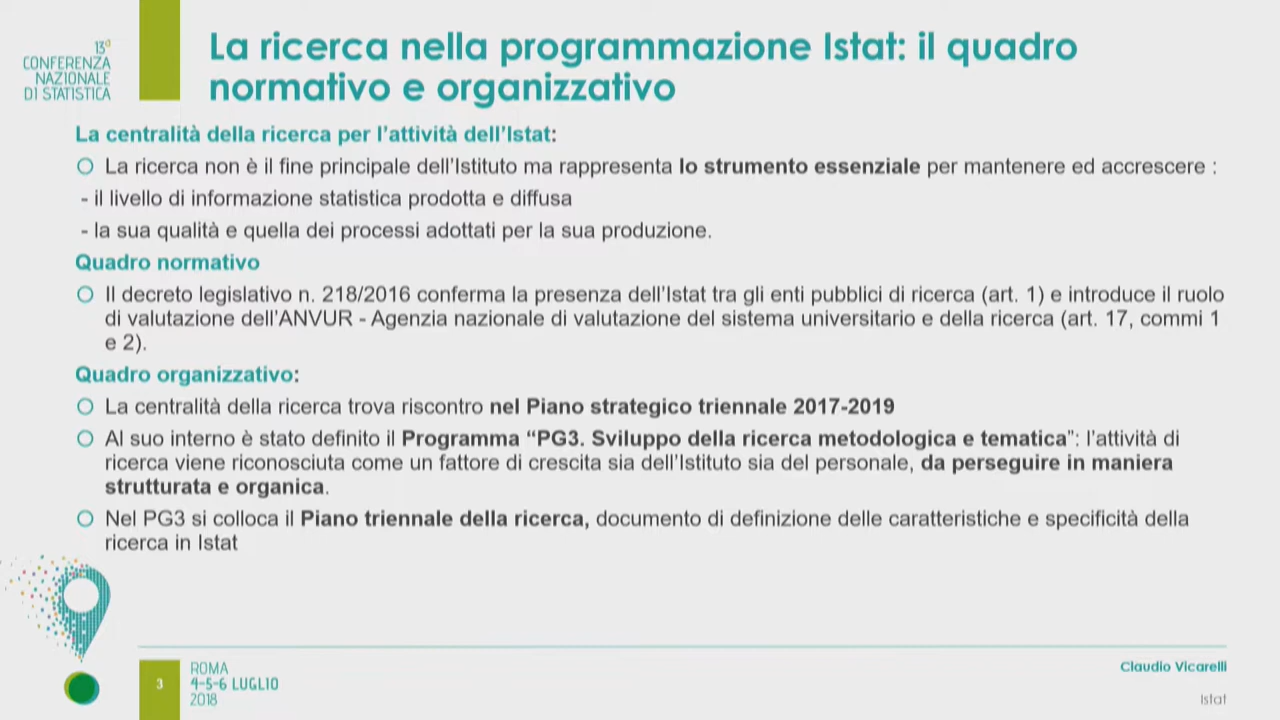 13ª
CONFERENZA
NAZIONALE
DI STATISTICA
La ricerca nella programmazione Istat: il quadro
normativo e organizzativo
La centralità della ricerca per l'attività dell'Istat:
La ricerca non è il fine principale dell'Istituto ma rappresenta lo strumento essenziale per mantenere ed accrescere :
- il livello di informazione statistica prodotta e diffusa
- la sua qualità e quella dei processi adottati per la sua produzione.
Quadro normativo
Il decreto legislativo n. 218/2016 conferma la presenza dell'Istat tra gli enti pubblici di ricerca (art. 1) e introduce il ruolo
di valutazione dell'ANVUR - Agenzia nazionale di valutazione del sistema universitario e della ricerca (art. 17, commi 1
e 2).
Quadro organizzativo:
La centralità della ricerca trova riscontro nel Piano strategico triennale 2017-2019
Al suo interno è stato definito il Programma “PG3. Sviluppo della ricerca metodologica e tematica”: l'attività di
ricerca viene riconosciuta come un fattore di crescita sia dell'Istituto sia del personale, da perseguire in maniera
strutturata e organica.
Nel PG3 si colloca il Piano triennale della ricerca, documento di definizione delle caratteristiche e specificità della
ricerca in Istat
3
ROMA
4-5-6 LUGLIO
2018
Claudio Vicarelli
Istat